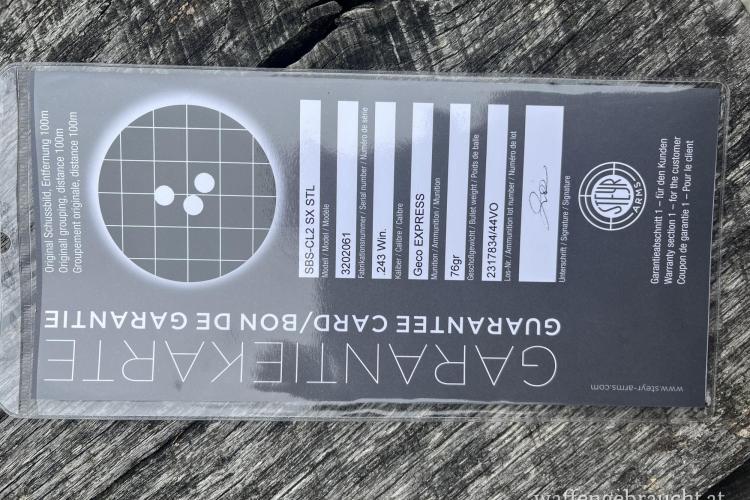 GARANTIEKARTE
GUARANTEE CARD/BON DE GARANTIE
Original Schussbild, Entfernung 100m
Originall grouping, distance 100m
Groupement originale, distance 100m
SBS-CL2 SX STL
Modell / Model / Modèle
3202061
Fabrikationsnummer / Serial number / Numéro de série
.243 Win.
Kaliber / Calibre / Calibre
Geco EXPRESS
Munition / Ammunition / Munition
76gr
Geschoßgewicht / Bullet weight / Poids de balle
2317834/44VO
Los-Nr. / Ammunition lot number / Numéro de lot
Unterschrift / Signature / Signature
STEYR
ARMS
Garantieabschnitt 1 – für den Kunden
Warranty section 1 – for the customer
Coupon de garantie 1 – Pour le client
www.steyr-arms.com
waffengebraucht.at